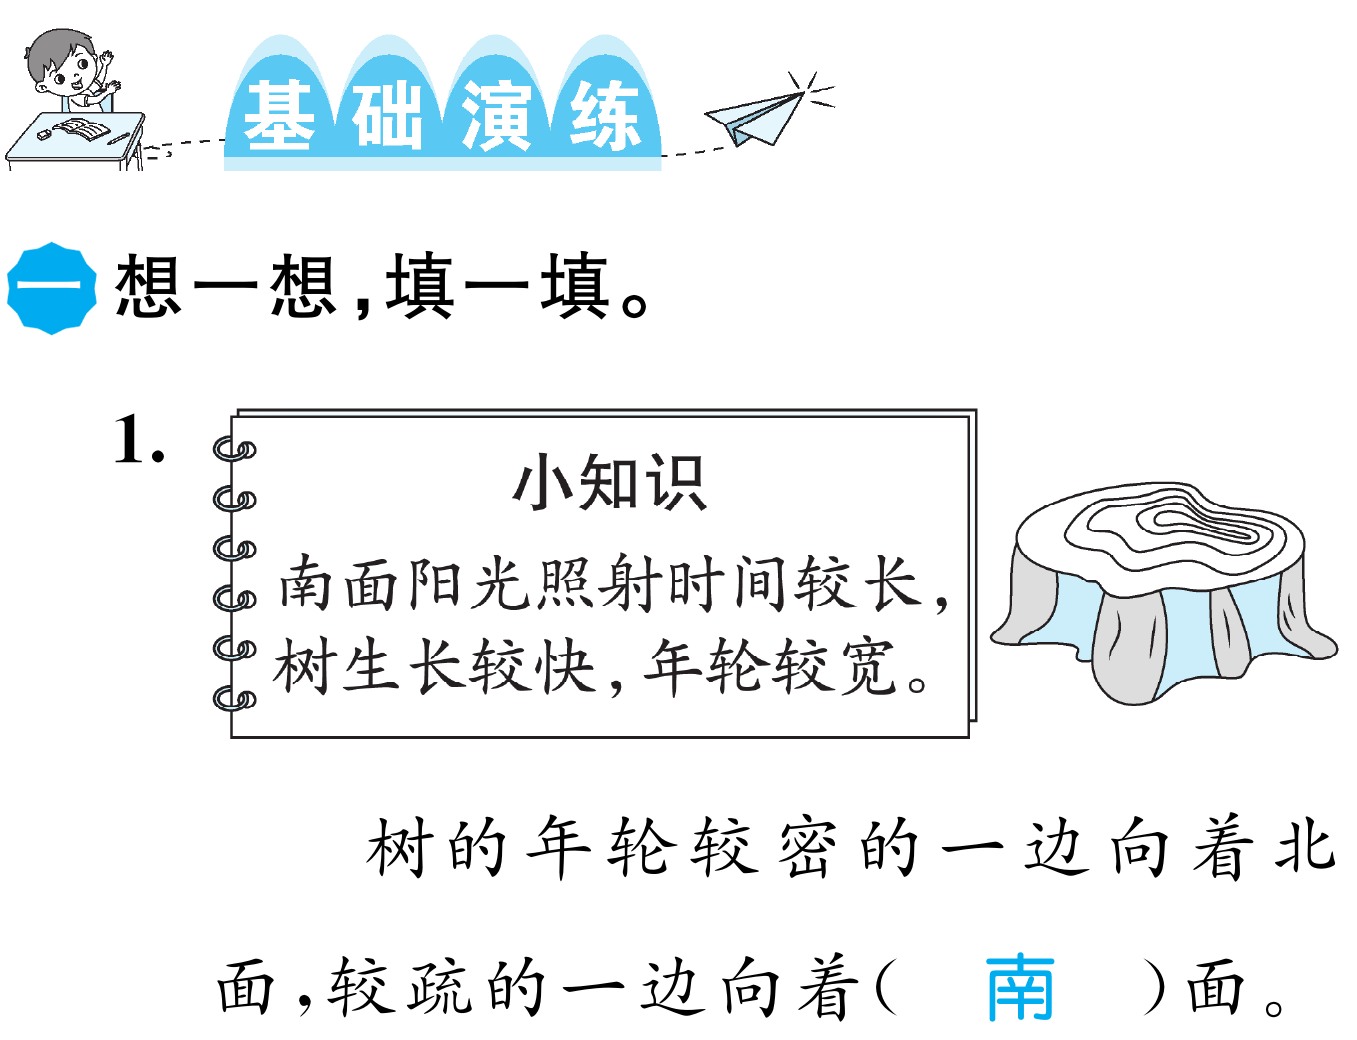 基础演练
一 想一想,填一填。
1.
小知识
南面阳光照射时间较长,
树生长较快,年轮较宽。
树的年轮较密的一边向着北
面,较疏的一边向着( 南 )面。